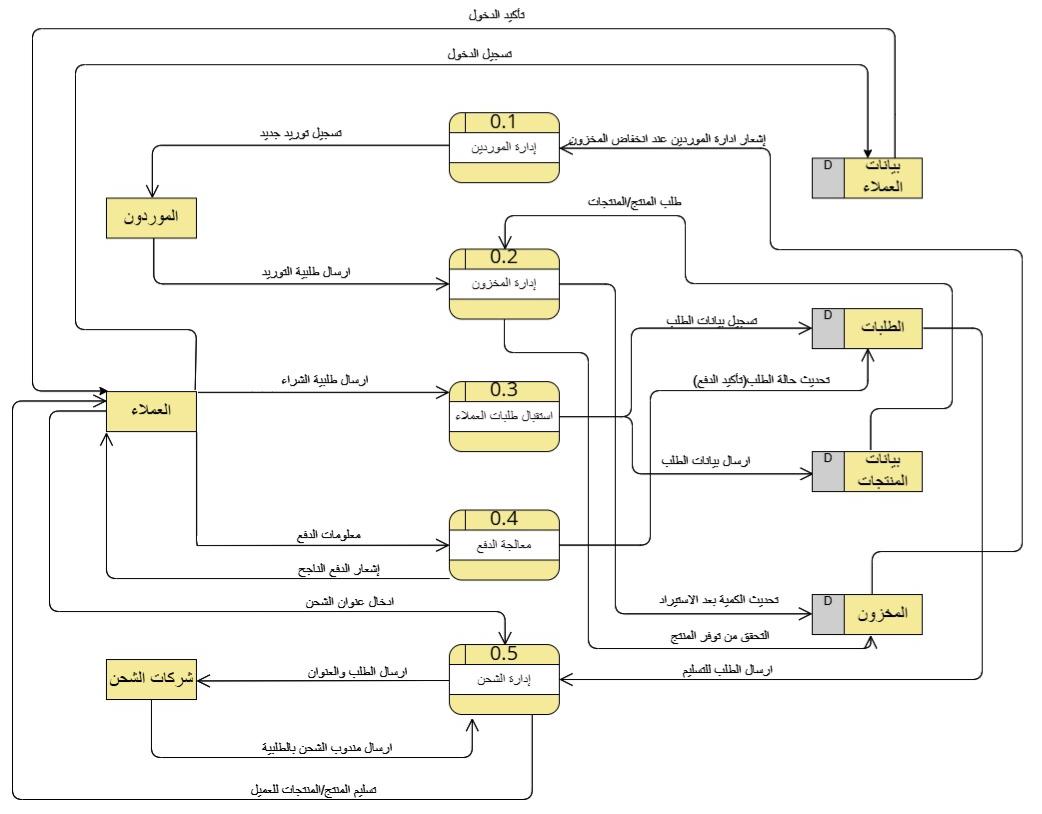 تأكيد الدخول
تسجيل الدخول
0.1
إدارة الموردين
تسجيل توريد جديد
إشعار ادارة الموردين عند انخفاض المخزون
D
بيانات
العملاء
الموردون
طلب المنتج/المنتجات
0.2
إدارة المخزون
ارسال طلبية التوريد
تسجيل بيانات الطلب
D
الطلبات
العملاء
ارسال طلبية الشراء
0.3
استقبال طلبات العملاء
تحديث حالة الطلب(تأكيد الدفع)
ارسال بيانات الطلب
D
بيانات
المنتجات
0.4
معالجة الدفع
معلومات الدفع
إشعار الدفع الناجح
ادخال عنوان الشحن
تحديث الكمية بعد الاستيراد
D
المخزون
التحقق من توفر المنتج
0.5
إدارة الشحن
ارسال الطلب للتسليم
ارسال الطلب والعنوان
شركات الشحن
ارسال مندوب الشحن بالطلبية
تسليم المنتج/المنتجات للعميل